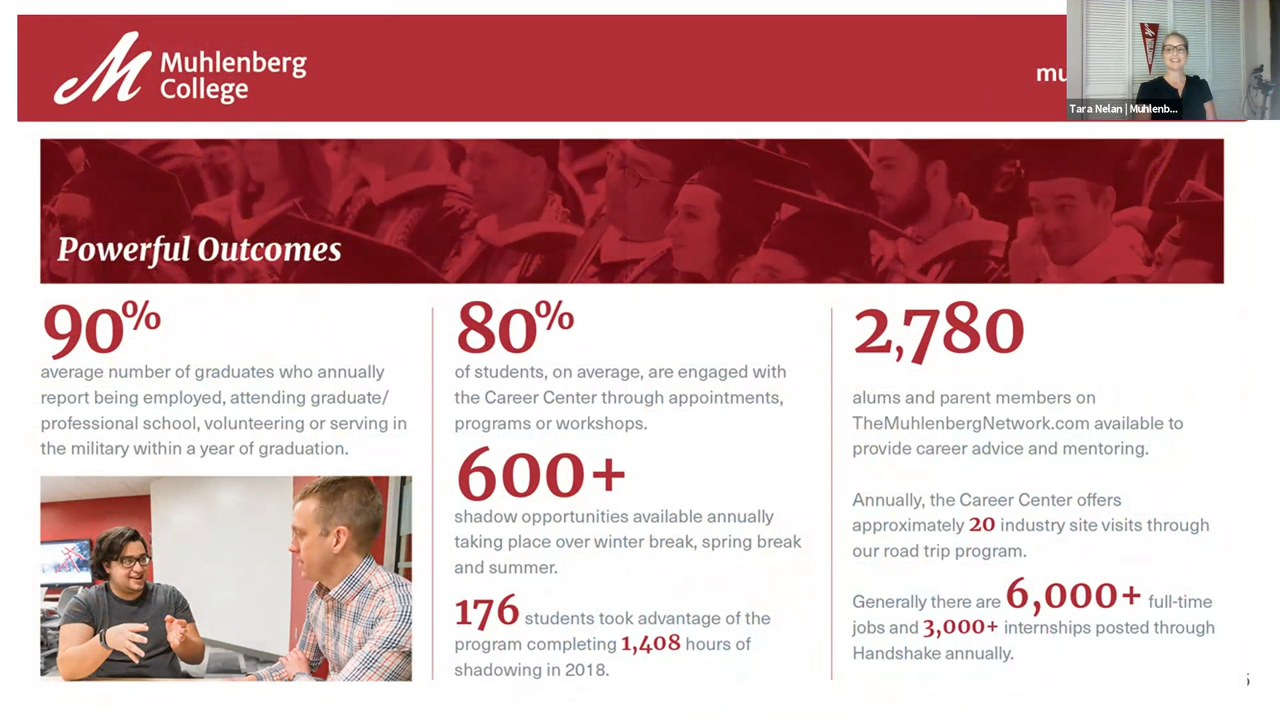 Muhlenberg
College
mu
Tara Nelan | Muhlenb...
Powerful Outcomes
90%
average number of graduates who annually
report being employed, attending graduate/
professional school, volunteering or serving in
the military within a year of graduation.
80%
of students, on average, are engaged with
the Career Center through appointments,
programs or workshops.
600+
shadow opportunities available annually
taking place over winter break, spring break
and summer.
176 students took advantage of the
program completing 1,408 hours of
shadowing in 2018.
2,780
alums and parent members on
TheMuhlenbergNetwork.com available to
provide career advice and mentoring.
Annually, the Career Center offers
approximately 20 industry site visits through
our road trip program.
Generally there are 6,000+ full-time
jobs and 3,000+ internships posted through
Handshake annually.